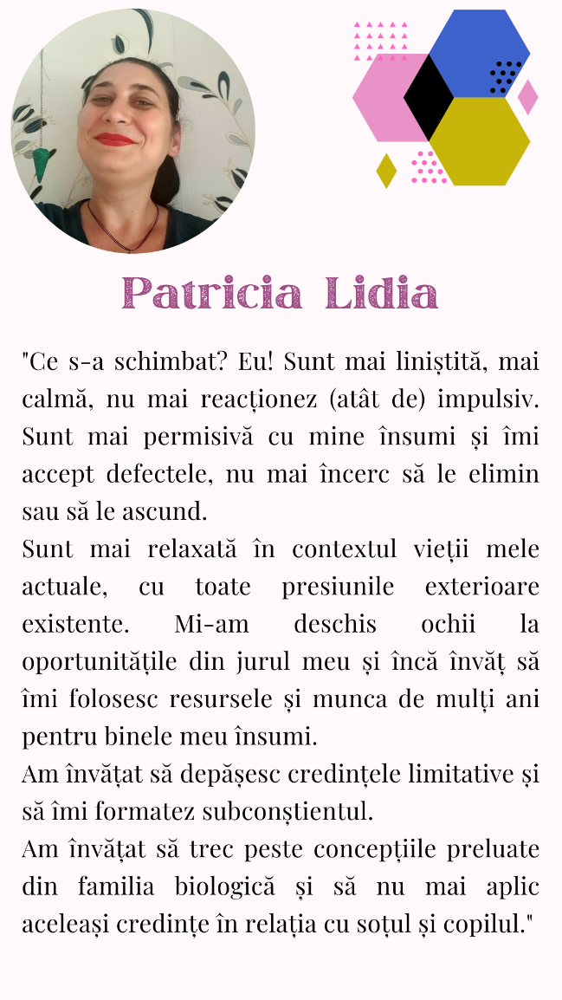 Patricia Lidia
"Ce s-a schimbat? Eu! Sunt mai liniștită, mai
calmă, nu mai reacționez (atât de) impulsiv.
Sunt mai permisivă cu mine însumi și îmi
accept defectele, nu mai încerc să le elimin
sau să le ascund.
Sunt mai relaxată în contextul vieții mele
actuale, cu toate presiunile exterioare
existente. Mi-am deschis ochii la
oportunitățile din jurul meu și încă învăț să
îmi folosesc resursele și munca de mulți ani
pentru binele meu însumi.
Am învățat să depășesc credințele limitative și
să îmi formatez subconștientul.
Am învățat să trec peste concepțiile preluate
din familia biologică și să nu mai aplic
aceleași credințe în relația cu soțul și copilul."